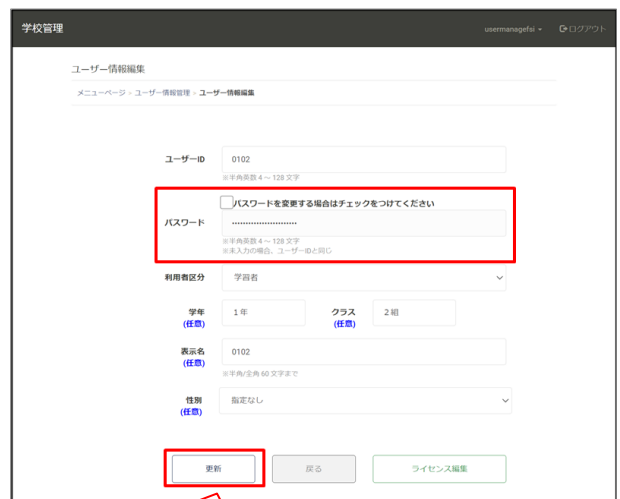 学校管理
usermanagefsi ログアウト
ユーザー情報編集
メニューページ > ユーザー情報管理 > ユーザー情報編集
ユーザーID 0102
※半角英数 4 ～ 128 文字
パスワードを変更する場合はチェックをつけてください
パスワード ························
※半角英数 4 ～ 128 文字
※未入力の場合、ユーザーIDと同じ
利用者区分 学習者
学年 1 年 クラス 2 組
(任意) (任意)
表示名 0102
(任意)
※半角/全角 60 文字まで
性別 指定なし
(任意)
更新 戻る ライセンス編集